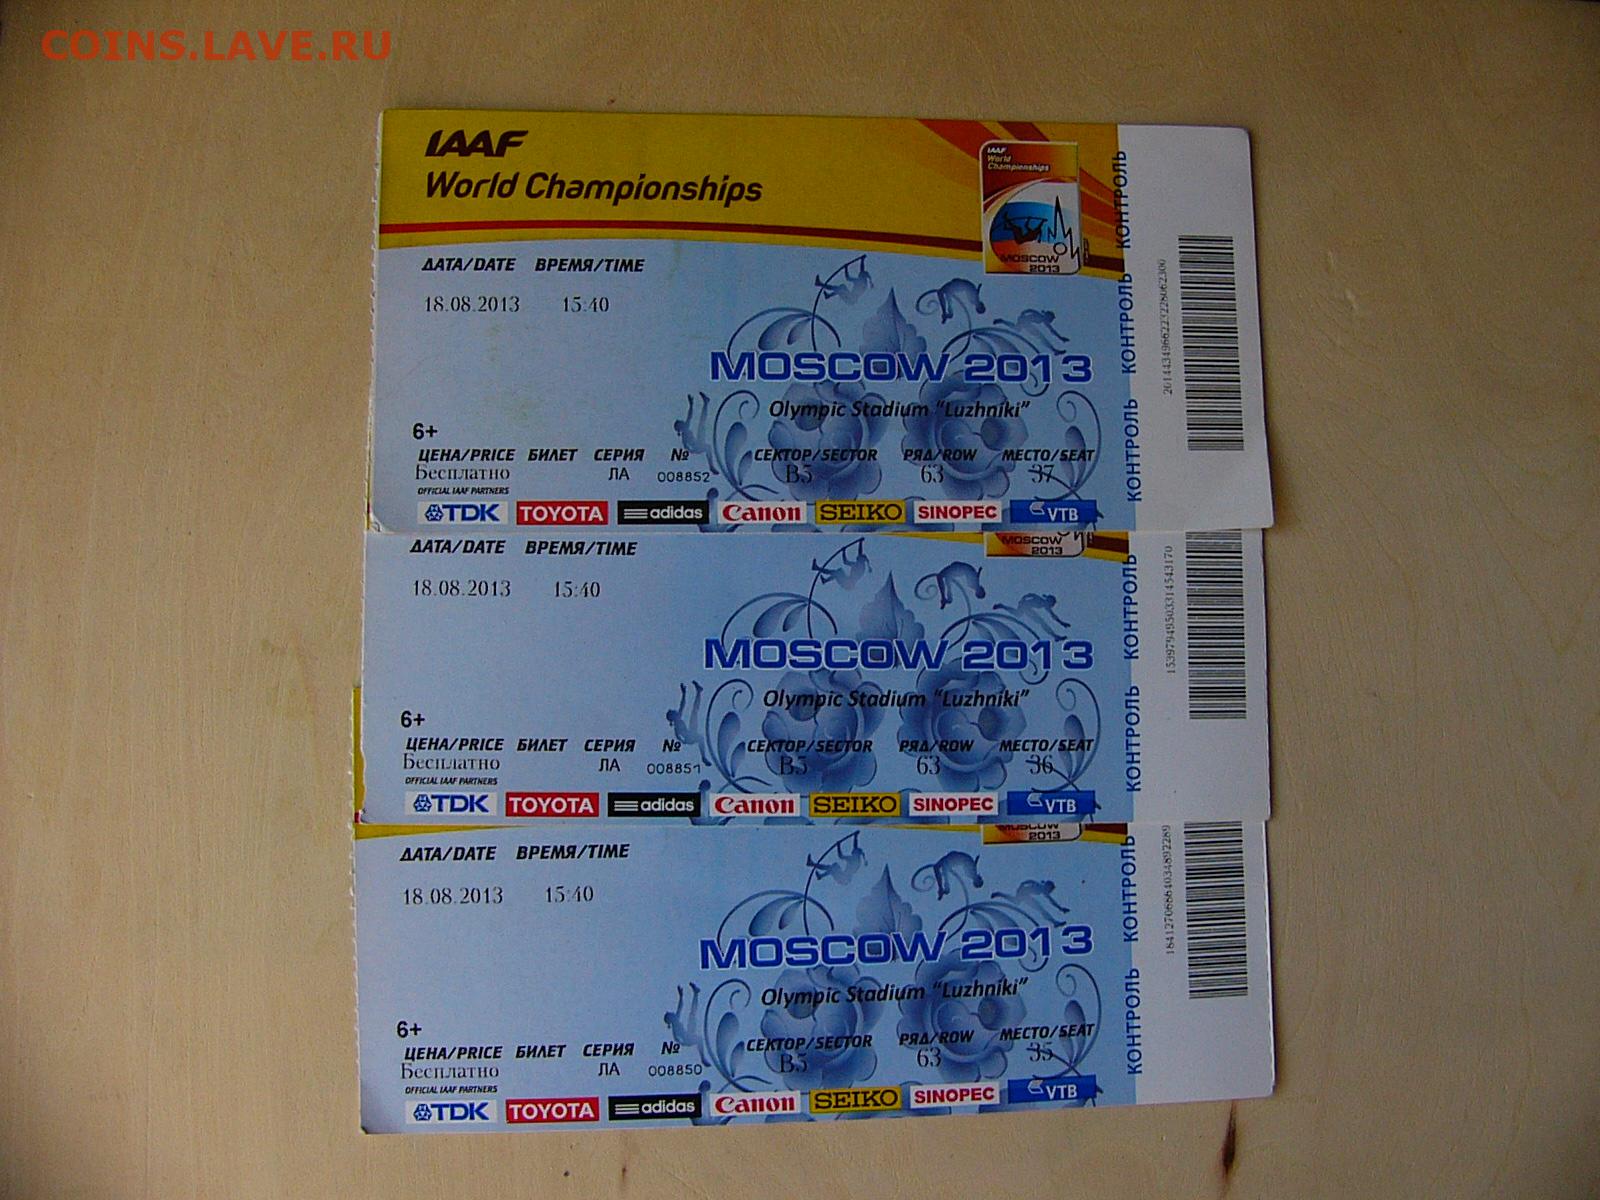 COINS.LAVE.RU
IAAF
World Championships
IAAF
World
Championships
MOSCOW
2013
ДАТА/DATE ВРЕМЯ/TIME
18.08.2013 15:40
MOSCOW 2013
Olympic Stadium "Luzhniki"
6+
ЦЕНА/PRICE БИЛЕТ СЕРИЯ № СЕКТОР/SECTOR РЯД/ROW МЕСТО/SEAT
Бесплатно ЛА 008852 B5 63 37
OFFICIAL IAAF PARTNERS
TDK TOYOTA adidas Canon SEIKO SINOPEC VTB
КОНТРОЛЬ КОНТРОЛЬ КОНТРОЛЬ
MOSCOW
2013
ДАТА/DATE ВРЕМЯ/TIME
18.08.2013 15:40
MOSCOW 2013
Olympic Stadium "Luzhniki"
6+
ЦЕНА/PRICE БИЛЕТ СЕРИЯ № СЕКТОР/SECTOR РЯД/ROW МЕСТО/SEAT
Бесплатно ЛА 008851 B5 63 36
OFFICIAL IAAF PARTNERS
TDK TOYOTA adidas Canon SEIKO SINOPEC VTB
КОНТРОЛЬ КОНТРОЛЬ
MOSCOW
2013
ДАТА/DATE ВРЕМЯ/TIME
18.08.2013 15:40
MOSCOW 2013
Olympic Stadium "Luzhniki"
6+
ЦЕНА/PRICE БИЛЕТ СЕРИЯ № СЕКТОР/SECTOR РЯД/ROW МЕСТО/SEAT
Бесплатно ЛА 008850 B5 63 35
OFFICIAL IAAF PARTNERS
TDK TOYOTA adidas Canon SEIKO SINOPEC VTB
КОНТРОЛЬ КОНТРОЛЬ